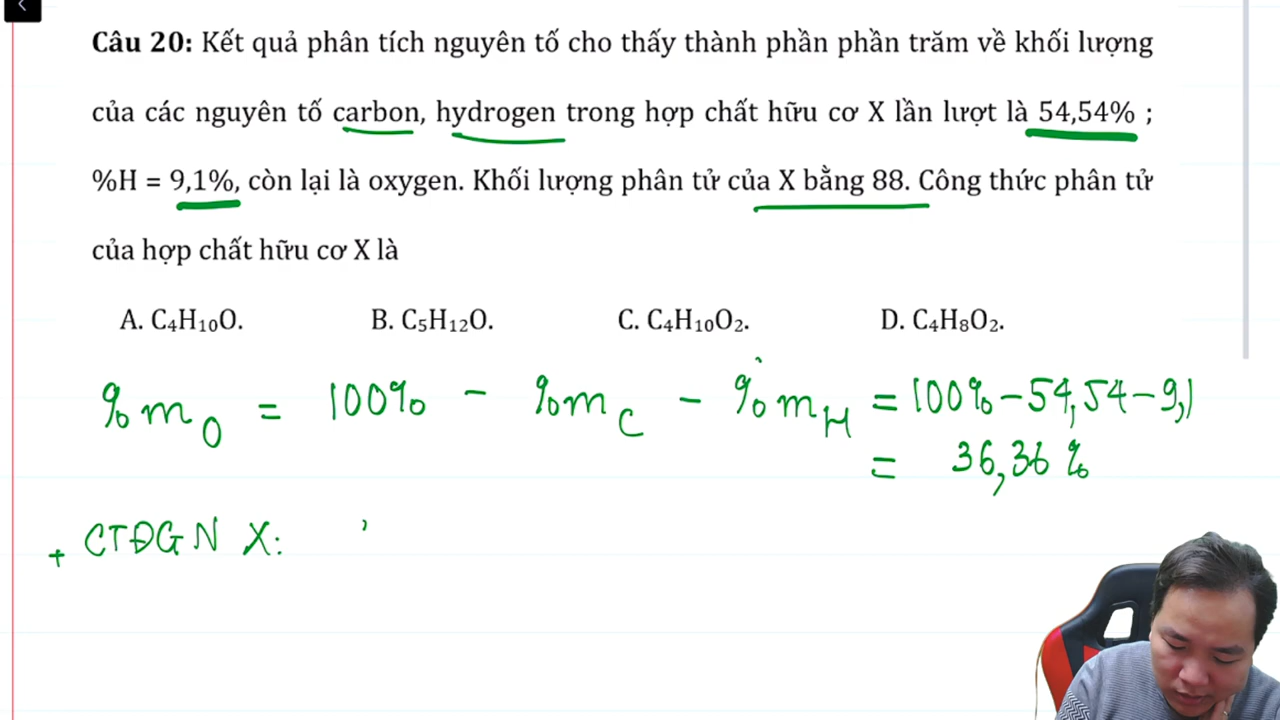 Câu 20: Kết quả phân tích nguyên tố cho thấy thành phần phần trăm về khối lượng
của các nguyên tố carbon, hydrogen trong hợp chất hữu cơ X lần lượt là 54,54% ;
%H = 9,1%, còn lại là oxygen. Khối lượng phân tử của X bằng 88. Công thức phân tử
của hợp chất hữu cơ X là
A. C₄H₁₀O. B. C₅H₁₂O. C. C₄H₁₀O₂. D. C₄H₈O₂.
%m_O = 100% - %m_C - %m_H = 100% - 54,54 - 9,1
= 36,36 %
+ CTĐGN X: